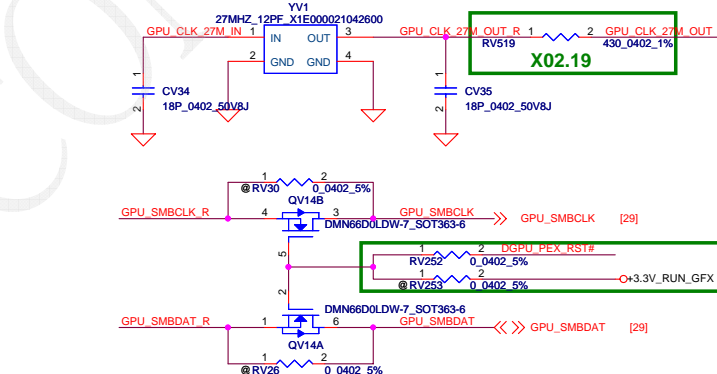 YV1
27MHZ_12PF_X1E000021042600
GPU_CLK_27M_IN 1 IN OUT 3 GPU_CLK_27M_OUT_R 1 2 GPU_CLK_27M_OUT
RV519 430_0402_1%
2 GND GND 4
X02.19
1 1
CV34 CV35
2 18P_0402_50V8J 2 18P_0402_50V8J
1 2
@RV30 0_0402_5%
QV14B
GPU_SMBCLK_R 4 3 GPU_SMBCLK GPU_SMBCLK [29]
DMN66D0LDW-7_SOT363-6
5 1 2 DGPU_PEX_RST#
RV252 0_0402_5%
1 2 +3.3V_RUN_GFX
@RV253 0_0402_5%
2
DMN66D0LDW-7_SOT363-6
GPU_SMBDAT_R 1 6 GPU_SMBDAT GPU_SMBDAT [29]
QV14A
1 2
@RV26 0_0402_5%